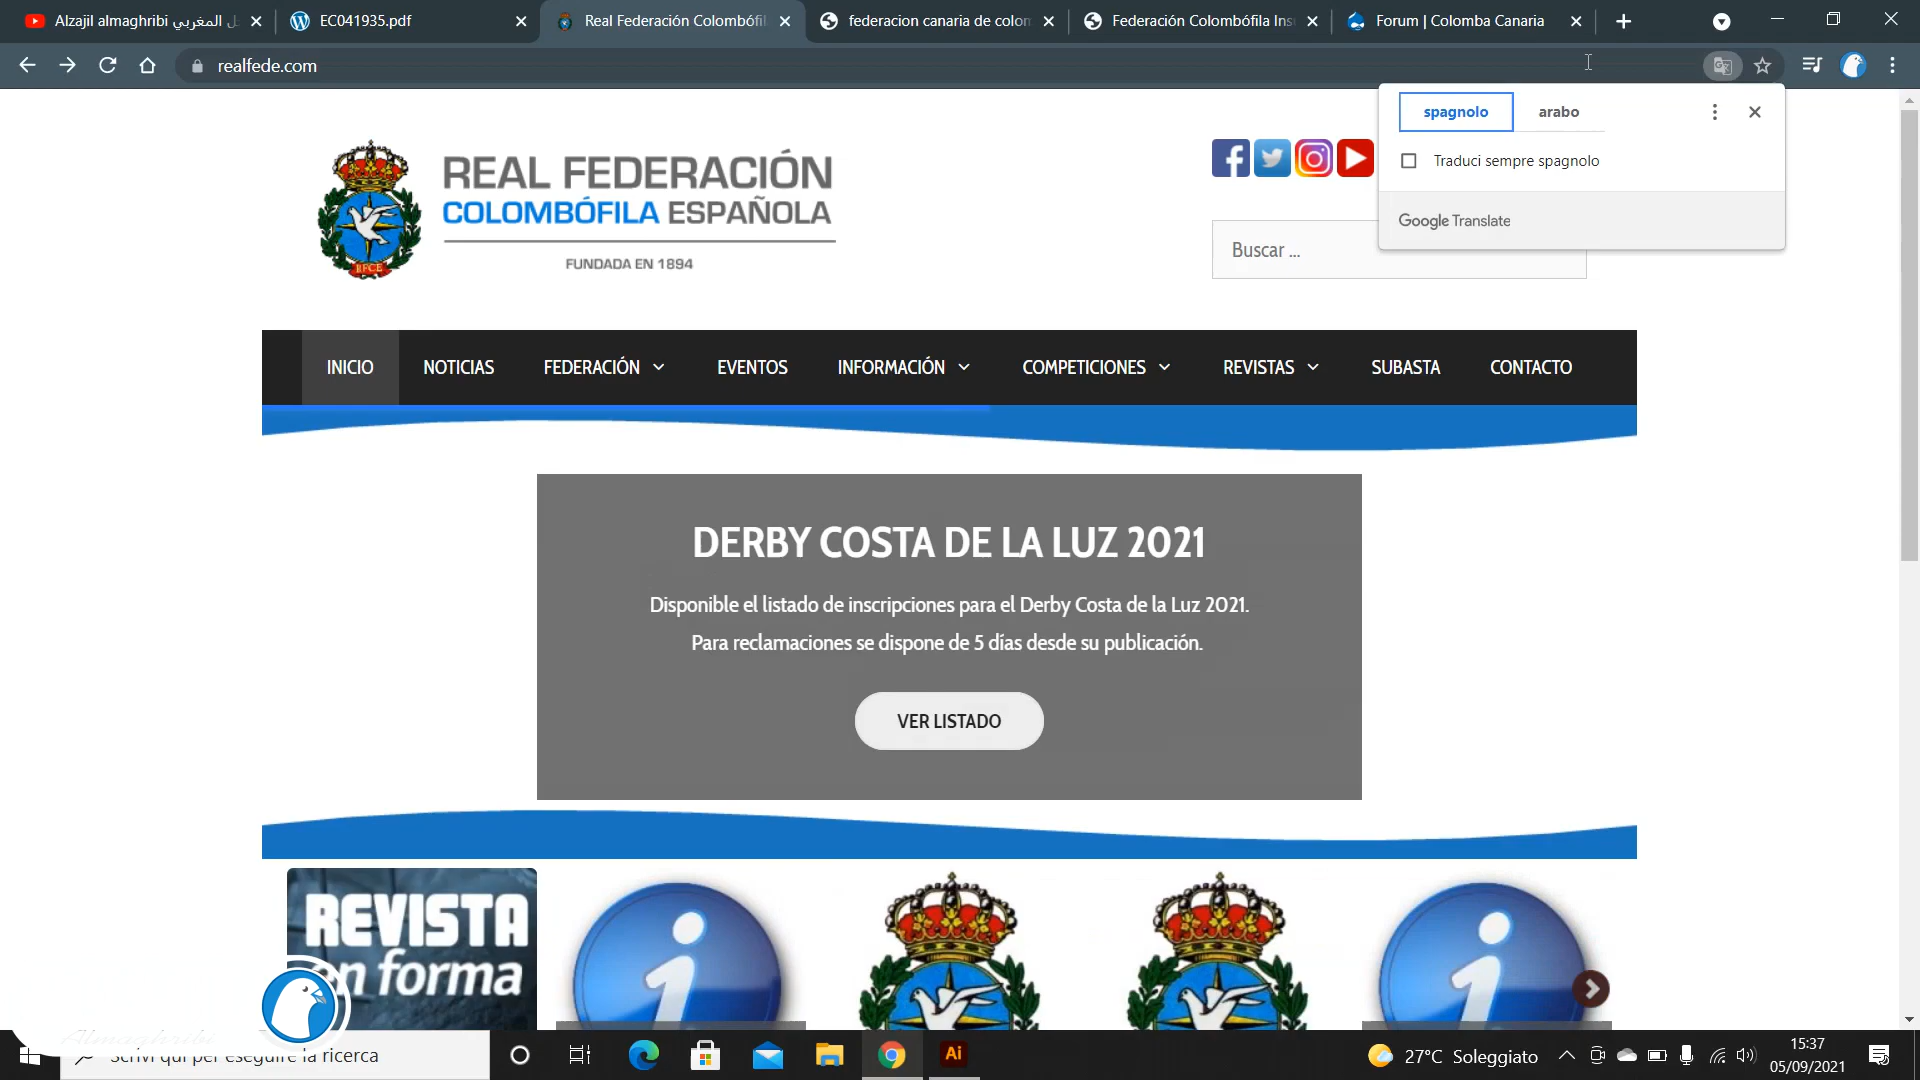 Alzajil almaghribi
EC041935.pdf
Real Federación Colombófil
federacion canaria de colom
Federación Colombófila Ins
Forum | Colomba Canaria
realfede.com
spagnolo
arabo
Traduci sempre spagnolo
Google Translate
REAL FEDERACIÓN
COLOMBÓFILA ESPAÑOLA
FUNDADA EN 1894
RFCE
Buscar ...
INICIO
NOTICIAS
FEDERACIÓN
EVENTOS
INFORMACIÓN
COMPETICIONES
REVISTAS
SUBASTA
CONTACTO
DERBY COSTA DE LA LUZ 2021
Disponible el listado de inscripciones para el Derby Costa de la Luz 2021.
Para reclamaciones se dispone de 5 días desde su publicación.
VER LISTADO
REVISTA
en forma
Almaghribi
Scrivi qui per eseguire la ricerca
Ai
27°C Soleggiato
15:37
05/09/2021